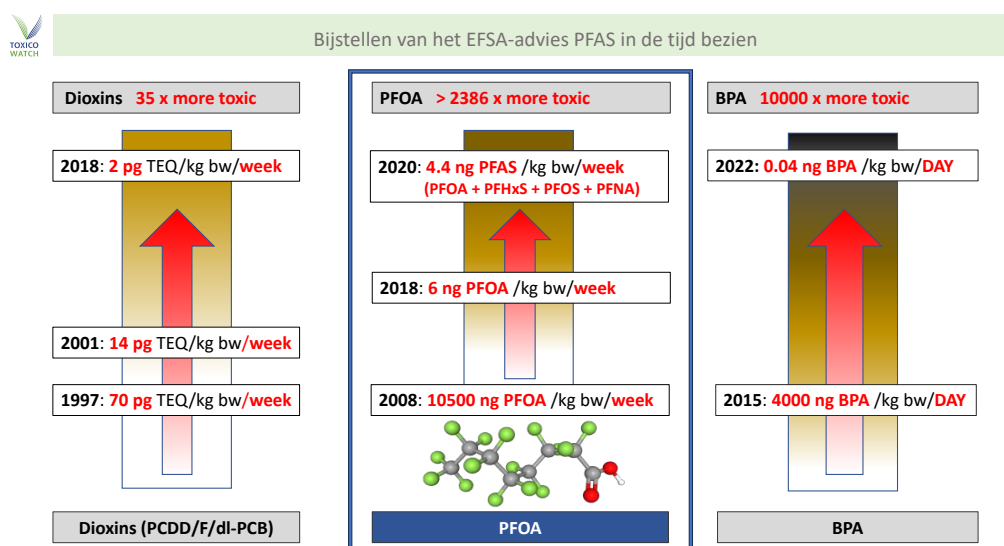 TOXICO
WATCH
Bijstellen van het EFSA-advies PFAS in de tijd bezien
Dioxins 35 x more toxic
2018: 2 pg TEQ/kg bw/week
2001: 14 pg TEQ/kg bw/week
1997: 70 pg TEQ/kg bw/week
Dioxins (PCDD/F/dl-PCB)
PFOA > 2386 x more toxic
2020: 4.4 ng PFAS /kg bw/week
(PFOA + PFHxS + PFOS + PFNA)
2018: 6 ng PFOA /kg bw/week
2008: 10500 ng PFOA /kg bw/week
PFOA
BPA 10000 x more toxic
2022: 0.04 ng BPA /kg bw/DAY
2015: 4000 ng BPA /kg bw/DAY
BPA